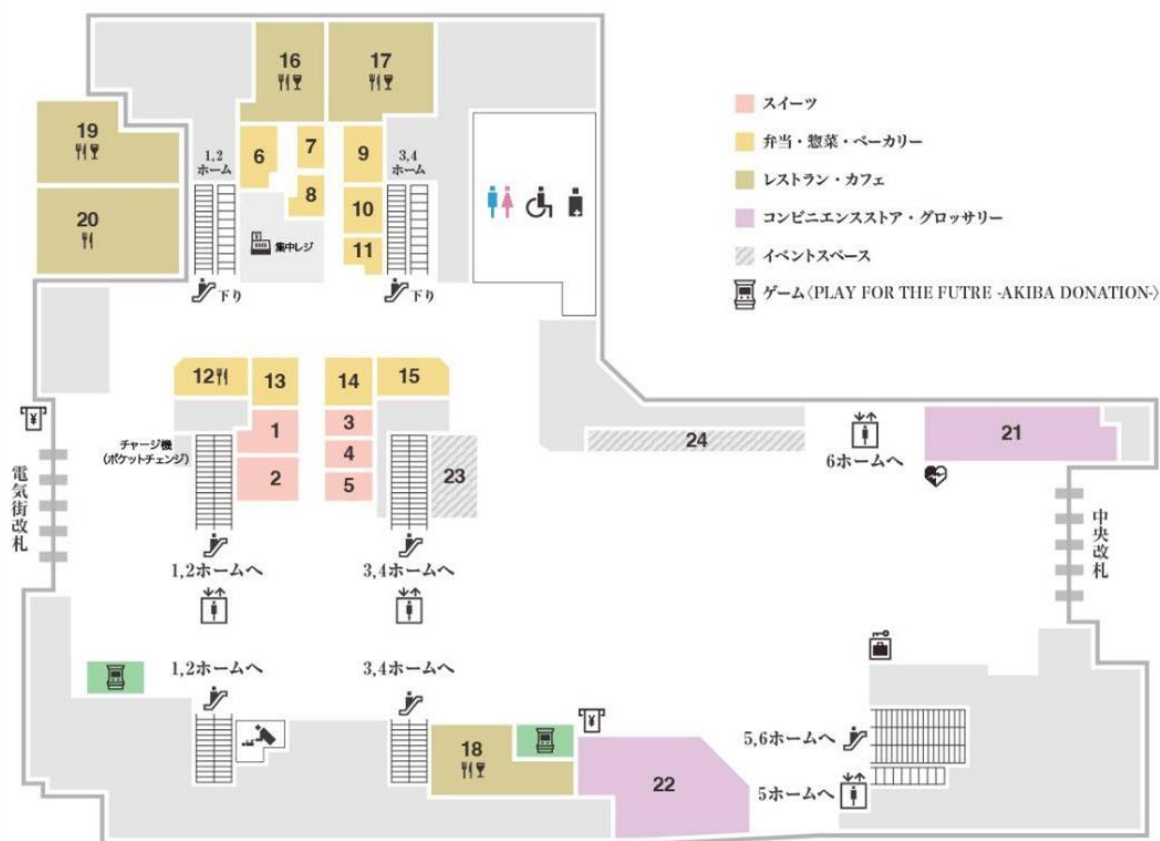 16
17
19
1,2
ホーム
6
7
9
3,4
ホーム
8
10
20
集中レジ
11
下り
下り
スイーツ
弁当・惣菜・ベーカリー
レストラン・カフェ
コンビニエンスストア・グロッサリー
イベントスペース
ゲーム〈PLAY FOR THE FUTRE -AKIBA DONATION-〉
12
13
14
15
¥
チャージ機
(ポケットチェンジ)
1
3
4
2
5
23
24
6ホームへ
21
電気街改札
中央改札
1,2ホームへ
3,4ホームへ
1,2ホームへ
3,4ホームへ
18
¥
22
5,6ホームへ
5ホームへ